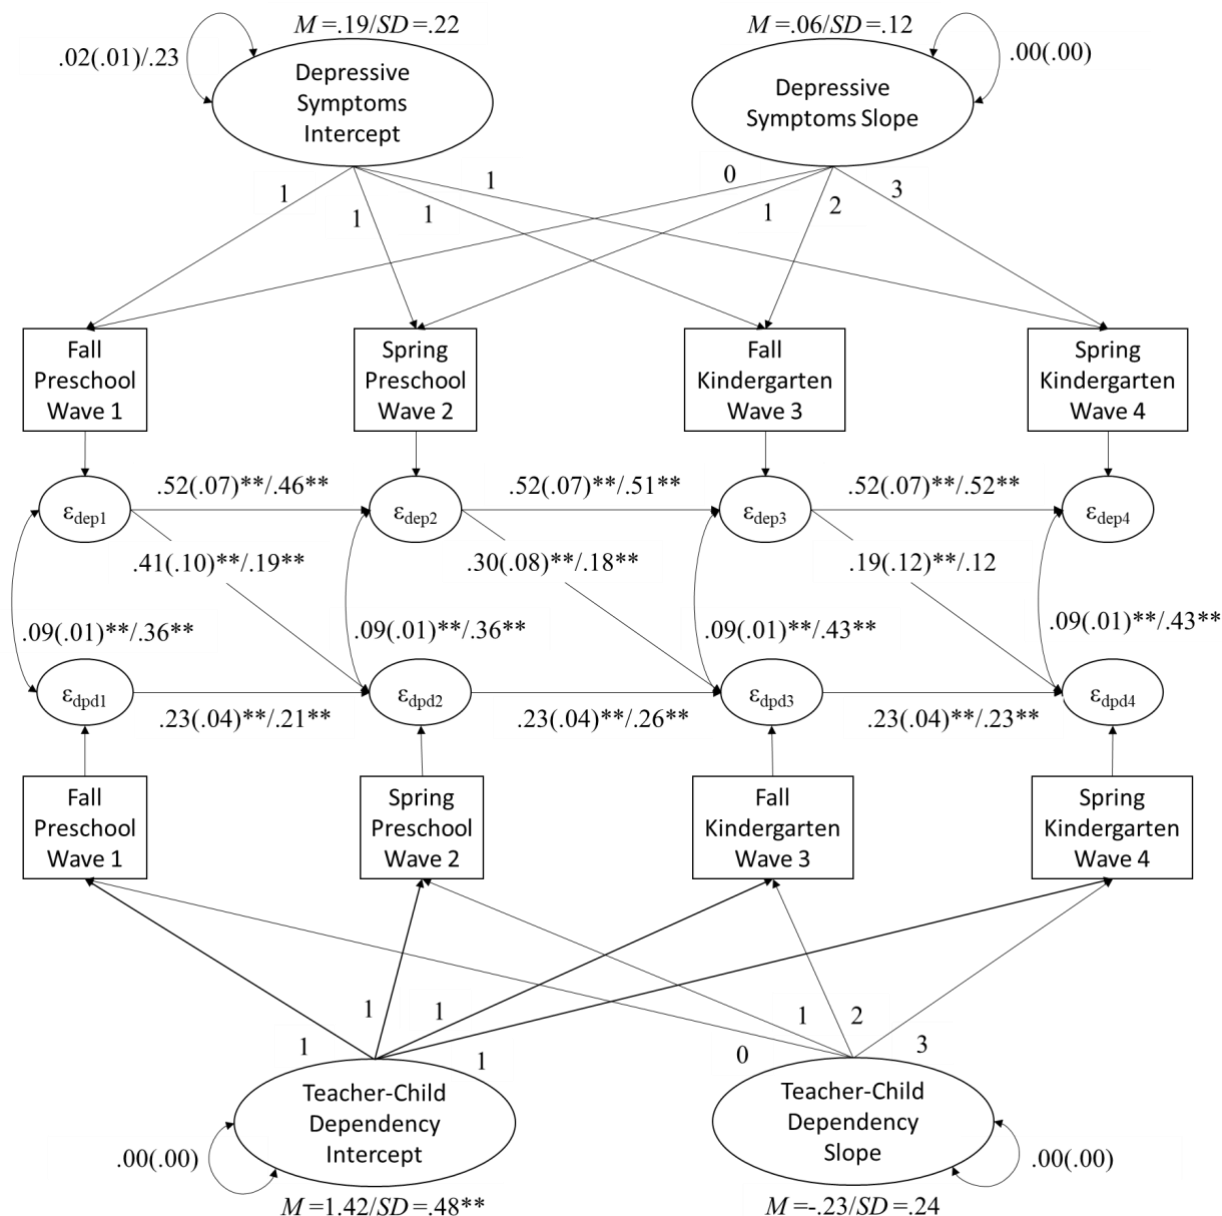 M =.19/SD =.22
M =.06/SD =.12
.02(.01)/.23
Depressive
Symptoms
Intercept
Depressive
Symptoms Slope
.00(.00)
1
1
1
1
0
1
2
3
Fall
Preschool
Wave 1
Spring
Preschool
Wave 2
Fall
Kindergarten
Wave 3
Spring
Kindergarten
Wave 4
.52(.07)**/.46**
.52(.07)**/.51**
.52(.07)**/.52**
εdep1
εdep2
εdep3
εdep4
.41(.10)**/.19**
.30(.08)**/.18**
.19(.12)**/.12
.09(.01)**/.36**
.09(.01)**/.36**
.09(.01)**/.43**
.09(.01)**/.43**
εdpd1
εdpd2
εdpd3
εdpd4
.23(.04)**/.21**
.23(.04)**/.26**
.23(.04)**/.23**
Fall
Preschool
Wave 1
Spring
Preschool
Wave 2
Fall
Kindergarten
Wave 3
Spring
Kindergarten
Wave 4
1
1
1
1
0
1
2
3
Teacher-Child
Dependency
Intercept
Teacher-Child
Dependency
Slope
.00(.00)
.00(.00)
M =1.42/SD =.48**
M =-.23/SD =.24